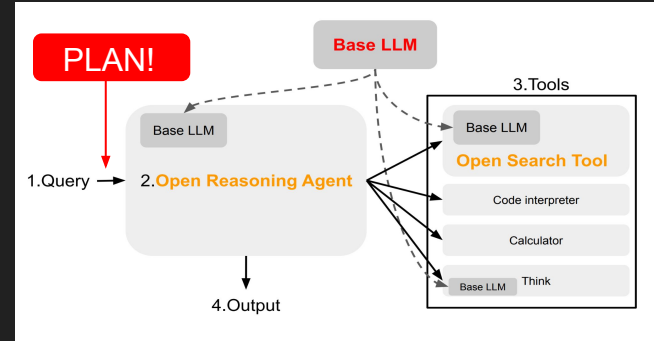 PLAN!
Base LLM
3.Tools
Base LLM
Base LLM
Open Search Tool
1.Query
2.Open Reasoning Agent
Code interpreter
Calculator
Think
Base LLM
4.Output